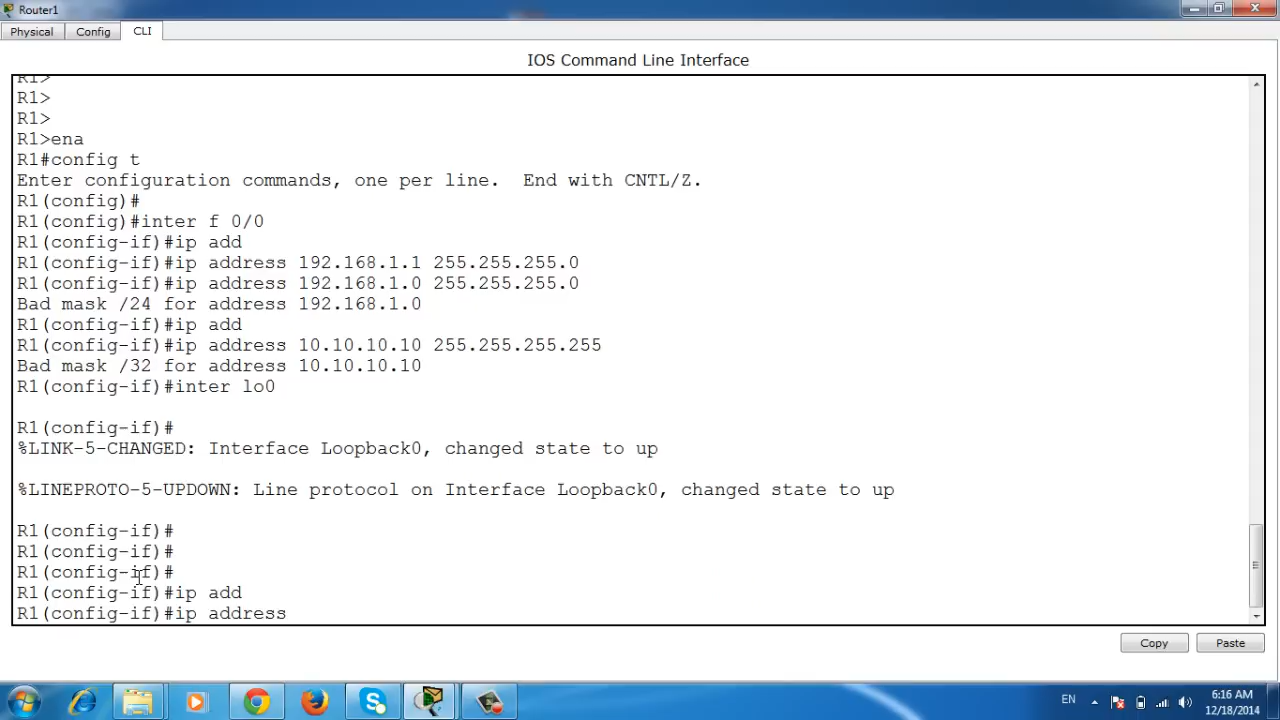 Router1
Physical Config CLI
IOS Command Line Interface
R1>
R1>
R1>
R1>ena
R1#config t
Enter configuration commands, one per line.  End with CNTL/Z.
R1(config)#
R1(config)#inter f 0/0
R1(config-if)#ip add
R1(config-if)#ip address 192.168.1.1 255.255.255.0
R1(config-if)#ip address 192.168.1.0 255.255.255.0
Bad mask /24 for address 192.168.1.0
R1(config-if)#ip add
R1(config-if)#ip address 10.10.10.10 255.255.255.255
Bad mask /32 for address 10.10.10.10
R1(config-if)#inter lo0
R1(config-if)#
%LINK-5-CHANGED: Interface Loopback0, changed state to up
%LINEPROTO-5-UPDOWN: Line protocol on Interface Loopback0, changed state to up
R1(config-if)#
R1(config-if)#
R1(config-if)#
R1(config-if)#ip add
R1(config-if)#ip address
Copy Paste
EN 6:16 AM
12/18/2014